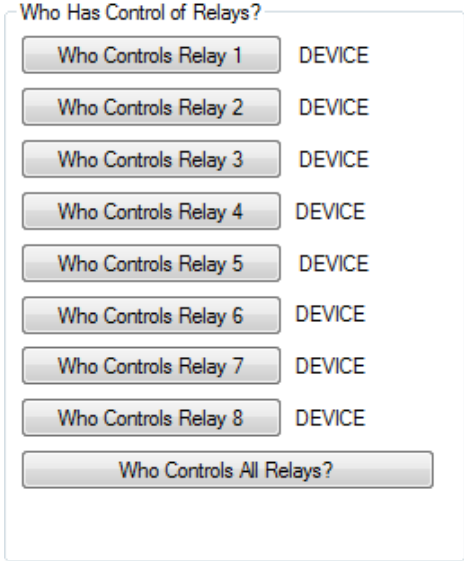 Who Has Control of Relays?
Who Controls Relay 1 DEVICE
Who Controls Relay 2 DEVICE
Who Controls Relay 3 DEVICE
Who Controls Relay 4 DEVICE
Who Controls Relay 5 DEVICE
Who Controls Relay 6 DEVICE
Who Controls Relay 7 DEVICE
Who Controls Relay 8 DEVICE
Who Controls All Relays?